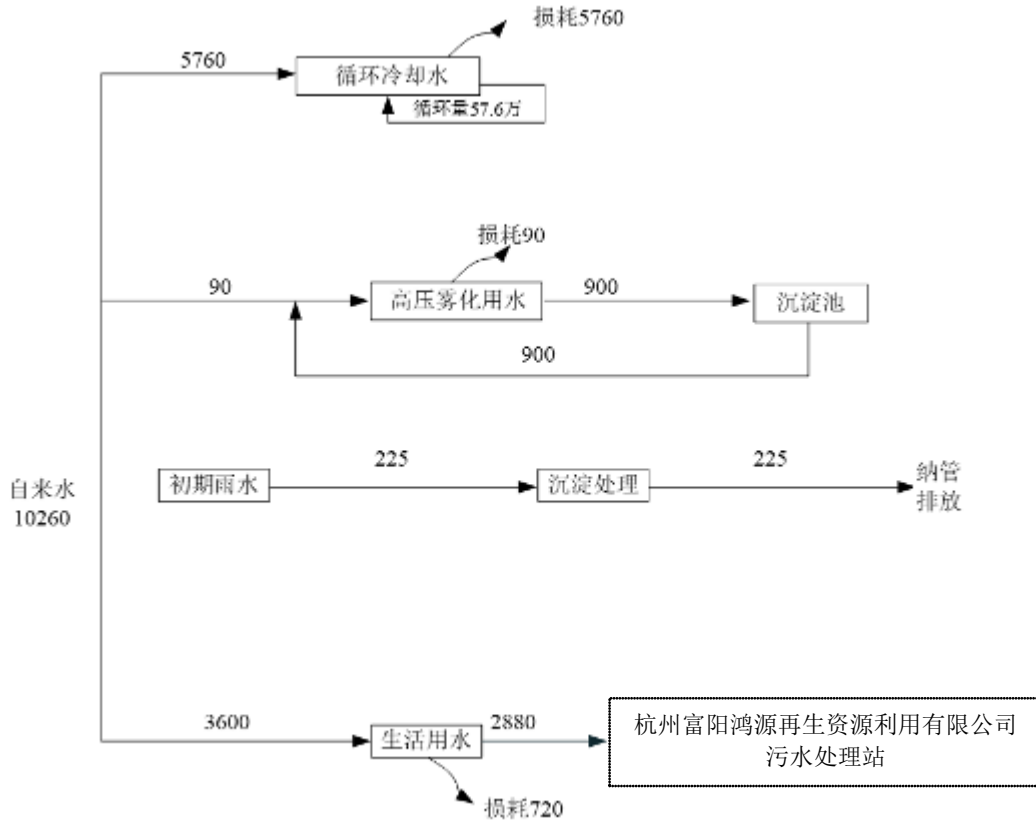 损耗5760
5760
循环冷却水
循环量57.6万
损耗90
90
高压雾化用水
900
沉淀池
900
自来水
10260
初期雨水
225
沉淀处理
225
纳管
排放
3600
生活用水
2880
杭州富阳鸿源再生资源利用有限公司
污水处理站
损耗720